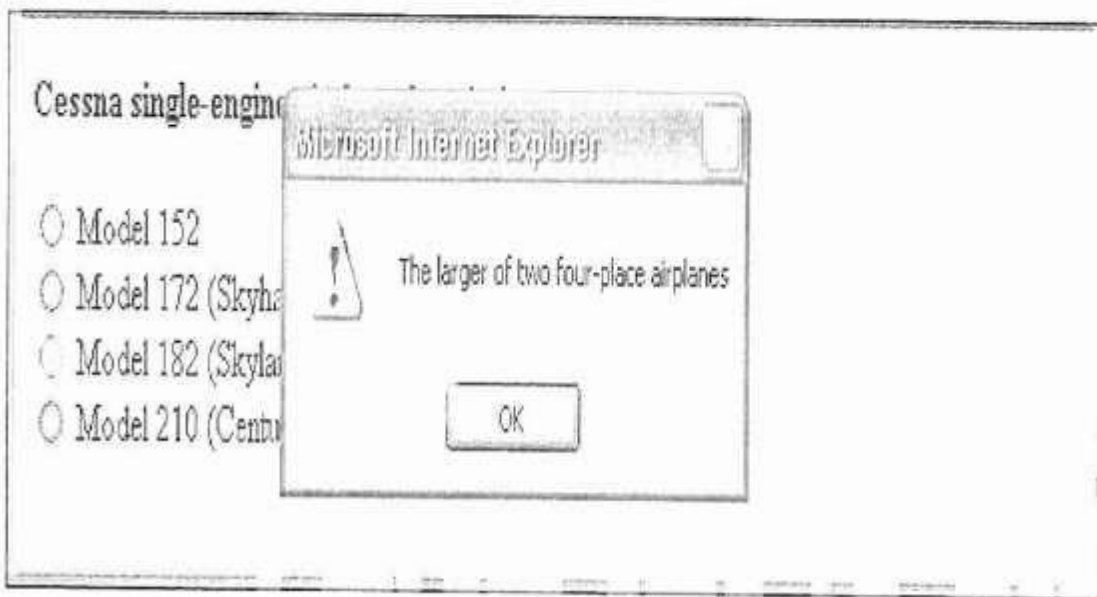 Cessna single-engine
Microsoft Internet Explorer
Model 152
Model 172 (Skyha
Model 182 (Skylan
Model 210 (Centu
!
The larger of two four-place airplanes
OK